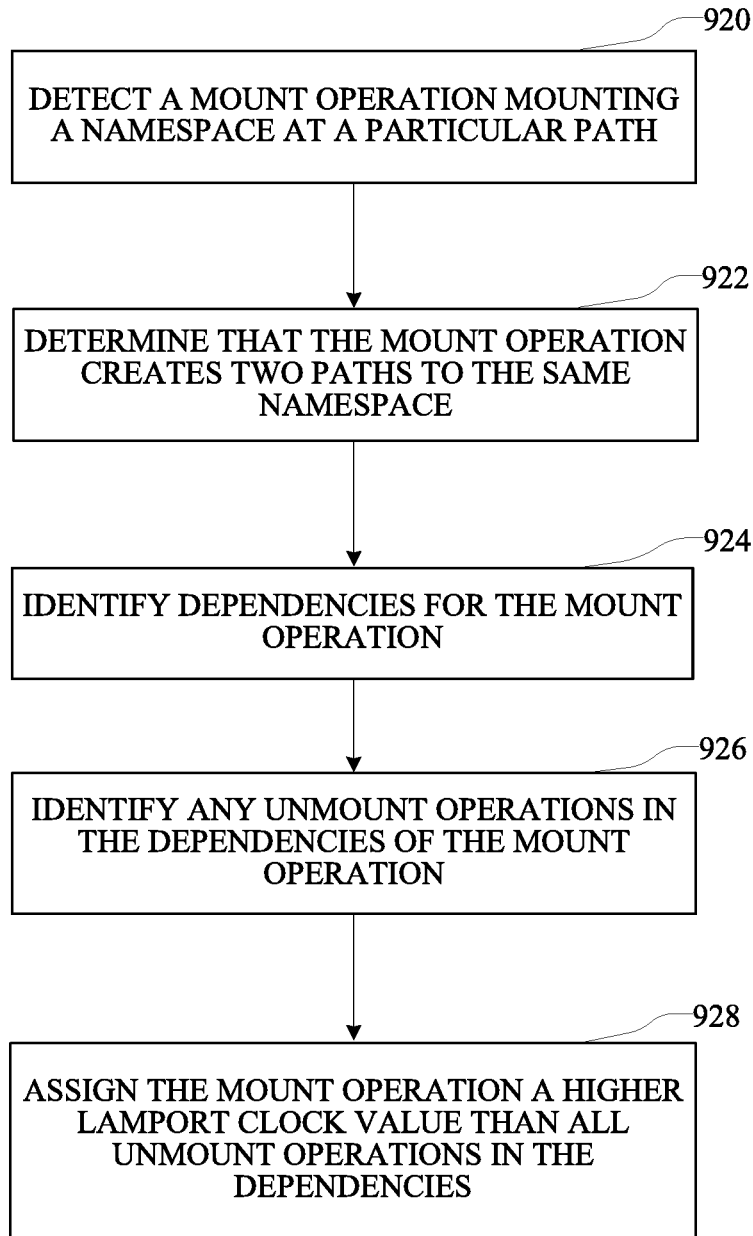 920
DETECT A MOUNT OPERATION MOUNTING
A NAMESPACE AT A PARTICULAR PATH
922
DETERMINE THAT THE MOUNT OPERATION
CREATES TWO PATHS TO THE SAME
NAMESPACE
924
IDENTIFY DEPENDENCIES FOR THE MOUNT
OPERATION
926
IDENTIFY ANY UNMOUNT OPERATIONS IN
THE DEPENDENCIES OF THE MOUNT
OPERATION
928
ASSIGN THE MOUNT OPERATION A HIGHER
LAMPORT CLOCK VALUE THAN ALL
UNMOUNT OPERATIONS IN THE
DEPENDENCIES